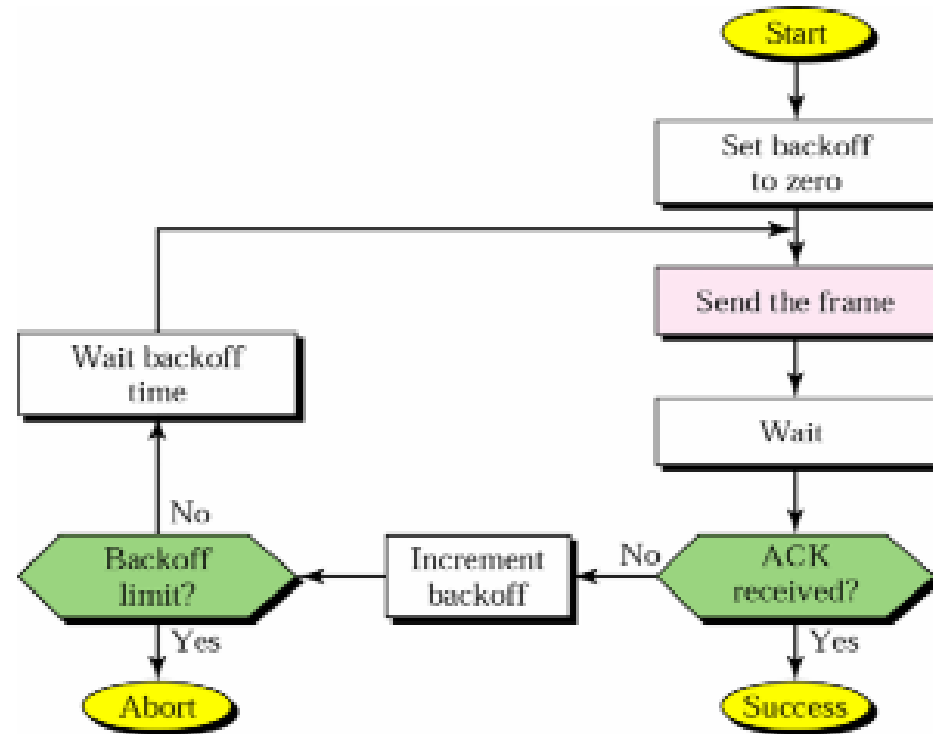 Start
Set backoff
to zero
Send the frame
Wait backoff
time
Wait
No
Backoff
limit?
Increment
backoff
No
ACK
received?
Yes
Yes
Abort
Success